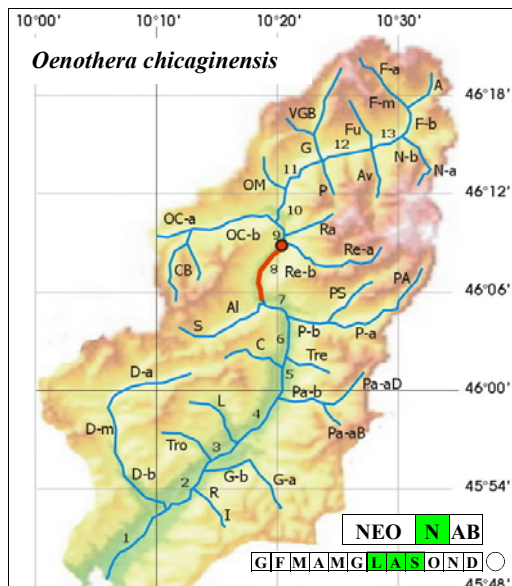 10°00' 10°10' 10°20' 10°30'
Oenothera chicaginensis
F-a
A
46°18'
VGB
F-m
Fu
F-b
13
G
12
N-b
11
N-a
Av
OM
P
46°12'
10
OC-a
Ra
OC-b
9
Re-a
8
Re-b
CB
PA
PS
46°06'
7
Al
S
P-b
P-a
6
C
Tre
D-a
5
46°00'
Pa-aD
Pa-b
L
4
D-m
Pa-aB
Tro
3
D-b
G-b
G-a
2
R
45°54'
I
1
NEO N AB
G F M A M G L A S O N D
45°48'